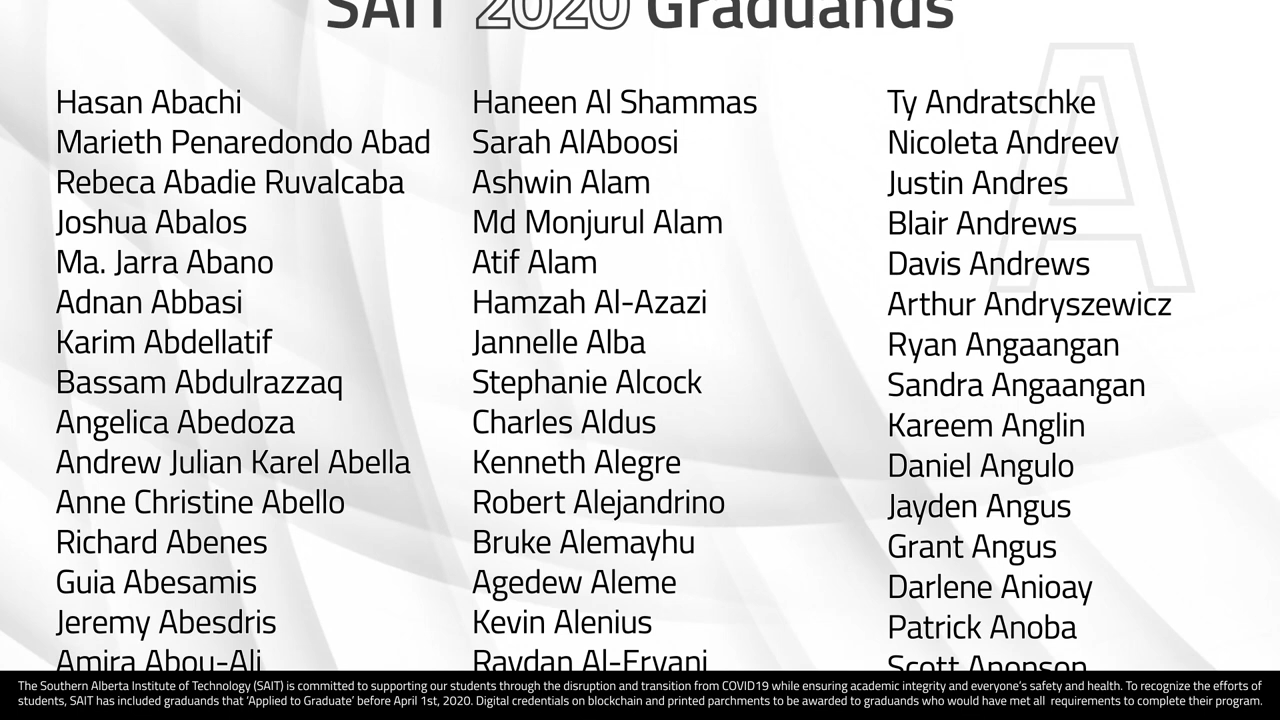 SAIT 2020 Graduands
Hasan Abachi
Marieth Penaredondo Abad
Rebeca Abadie Ruvalcaba
Joshua Abalos
Ma. Jarra Abano
Adnan Abbasi
Karim Abdellatif
Bassam Abdulrazzaq
Angelica Abedoza
Andrew Julian Karel Abella
Anne Christine Abello
Richard Abenes
Guia Abesamis
Jeremy Abesdris
Amira Abou-Ali
Haneen Al Shammas
Sarah AlAboosi
Ashwin Alam
Md Monjurul Alam
Atif Alam
Hamzah Al-Azazi
Jannelle Alba
Stephanie Alcock
Charles Aldus
Kenneth Alegre
Robert Alejandrino
Bruke Alemayhu
Agedew Aleme
Kevin Alenius
Raydan Al-Eryani
A
Ty Andratschke
Nicoleta Andreev
Justin Andres
Blair Andrews
Davis Andrews
Arthur Andryszewicz
Ryan Angaangan
Sandra Angaangan
Kareem Anglin
Daniel Angulo
Jayden Angus
Grant Angus
Darlene Anioay
Patrick Anoba
Scott
The Southern Alberta Institute of Technology (SAIT) is committed to supporting our students through the disruption and transition from COVID19 while ensuring academic integrity and everyone's safety and health. To recognize the efforts of
students, SAIT has included graduands that 'Applied to Graduate' before April 1st, 2020. Digital credentials on blockchain and printed parchments to be awarded to graduands who would have met all requirements to complete their program.